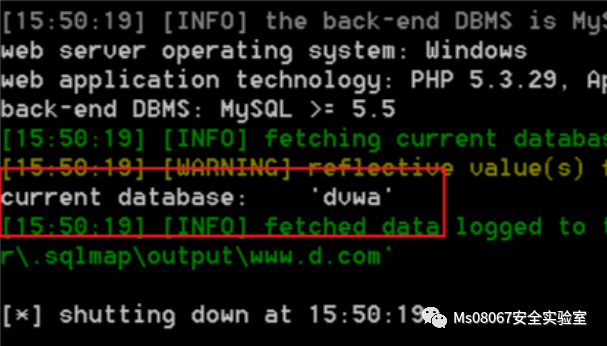 [15:50:19] [INFO] the back-end DBMS is MyS
web server operating system: Windows
web application technology: PHP 5.3.29, Ap
back-end DBMS: MySQL >= 5.5
[15:50:19] [INFO] fetching current databas
[15:50:19] [WARNING] reflective value(s) f
current database:    'dvwa'
[15:50:19] [INFO] fetched data logged to t
r\.sqlmap\output\www.d.com'
[*] shutting down at 15:50:19
Ms08067安全实验室